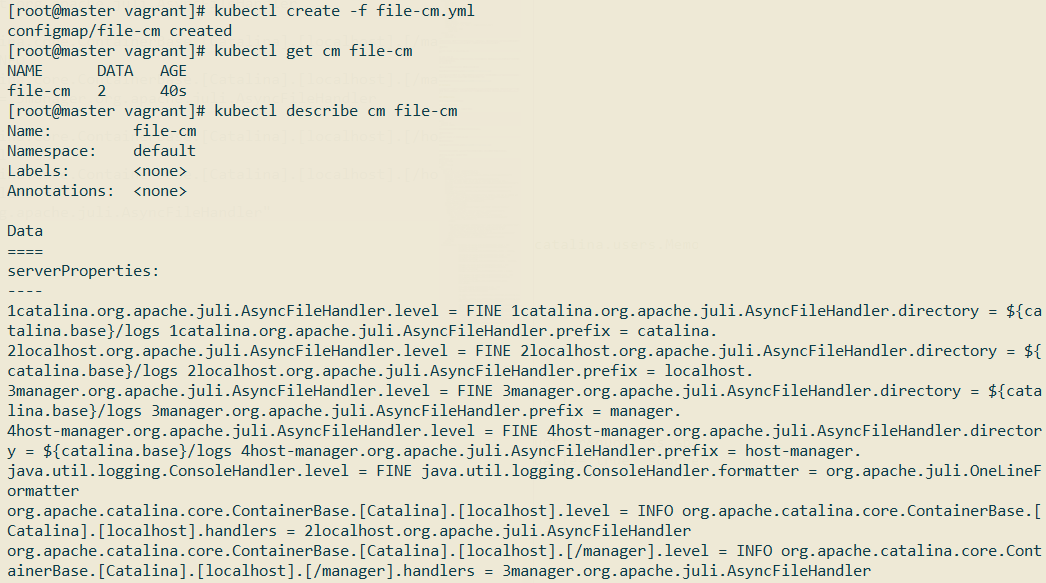 [root@master vagrant]# kubectl create -f file-cm.yml
configmap/file-cm created
[root@master vagrant]# kubectl get cm file-cm
NAME      DATA   AGE
file-cm   2      40s
[root@master vagrant]# kubectl describe cm file-cm
Name:         file-cm
Namespace:    default
Labels:       <none>
Annotations:  <none>

Data
====
serverProperties:
----
1catalina.org.apache.juli.AsyncFileHandler.level = FINE 1catalina.org.apache.juli.AsyncFileHandler.directory = ${ca
talina.base}/logs 1catalina.org.apache.juli.AsyncFileHandler.prefix = catalina.
2localhost.org.apache.juli.AsyncFileHandler.level = FINE 2localhost.org.apache.juli.AsyncFileHandler.directory = ${
catalina.base}/logs 2localhost.org.apache.juli.AsyncFileHandler.prefix = localhost.
3manager.org.apache.juli.AsyncFileHandler.level = FINE 3manager.org.apache.juli.AsyncFileHandler.directory = ${cata
lina.base}/logs 3manager.org.apache.juli.AsyncFileHandler.prefix = manager.
4host-manager.org.apache.juli.AsyncFileHandler.level = FINE 4host-manager.org.apache.juli.AsyncFileHandler.director
y = ${catalina.base}/logs 4host-manager.org.apache.juli.AsyncFileHandler.prefix = host-manager.
java.util.logging.ConsoleHandler.level = FINE java.util.logging.ConsoleHandler.formatter = org.apache.juli.OneLineF
ormatter
org.apache.catalina.core.ContainerBase.[Catalina].[localhost].level = INFO org.apache.catalina.core.ContainerBase.[
Catalina].[localhost].handlers = 2localhost.org.apache.juli.AsyncFileHandler
org.apache.catalina.core.ContainerBase.[Catalina].[localhost].[/manager].level = INFO org.apache.catalina.core.Cont
ainerBase.[Catalina].[localhost].[/manager].handlers = 3manager.org.apache.juli.AsyncFileHandler